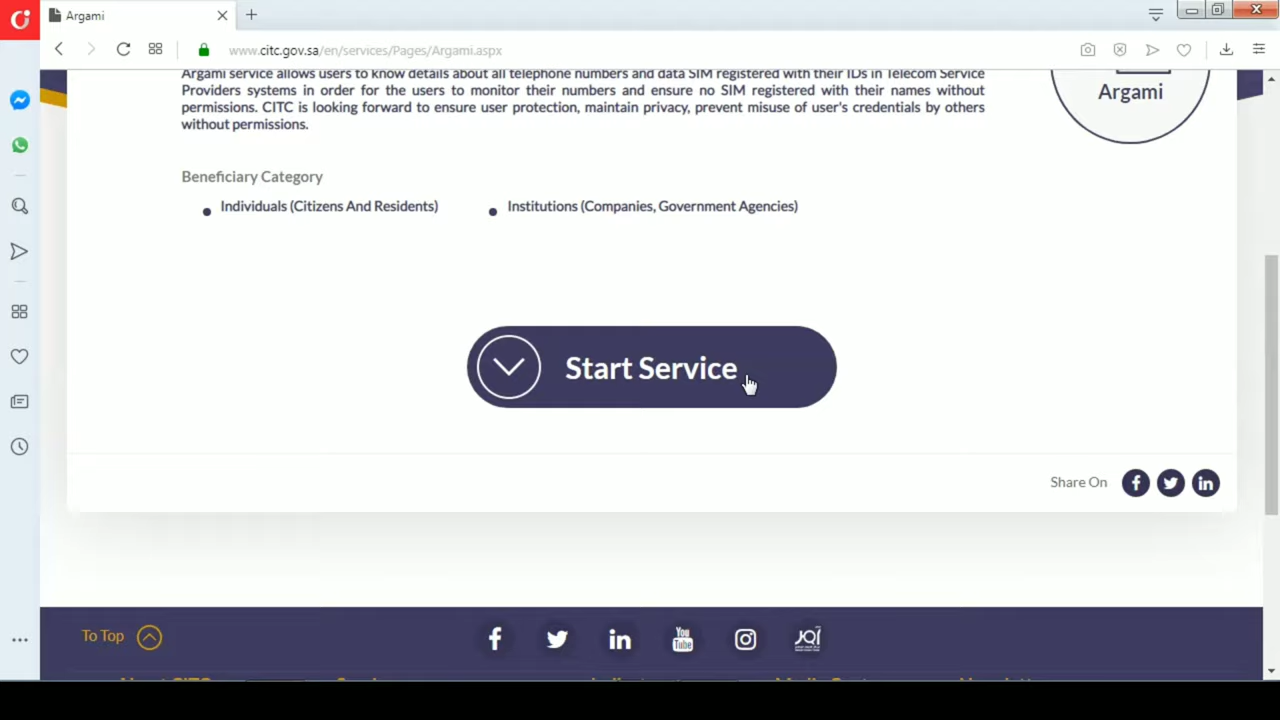 Argami
www.citc.gov.sa/en/services/Pages/Argami.aspx
Argami service allows users to know details about all telephone numbers and data SIM registered with their IDs in Telecom Service
Providers systems in order for the users to monitor their numbers and ensure no SIM registered with their names without
permissions. CITC is looking forward to ensure user protection, maintain privacy, prevent misuse of user's credentials by others
without permissions.
Argami
Beneficiary Category
Individuals (Citizens And Residents)
Institutions (Companies, Government Agencies)
Start Service
Share On
To Top
You
Tube